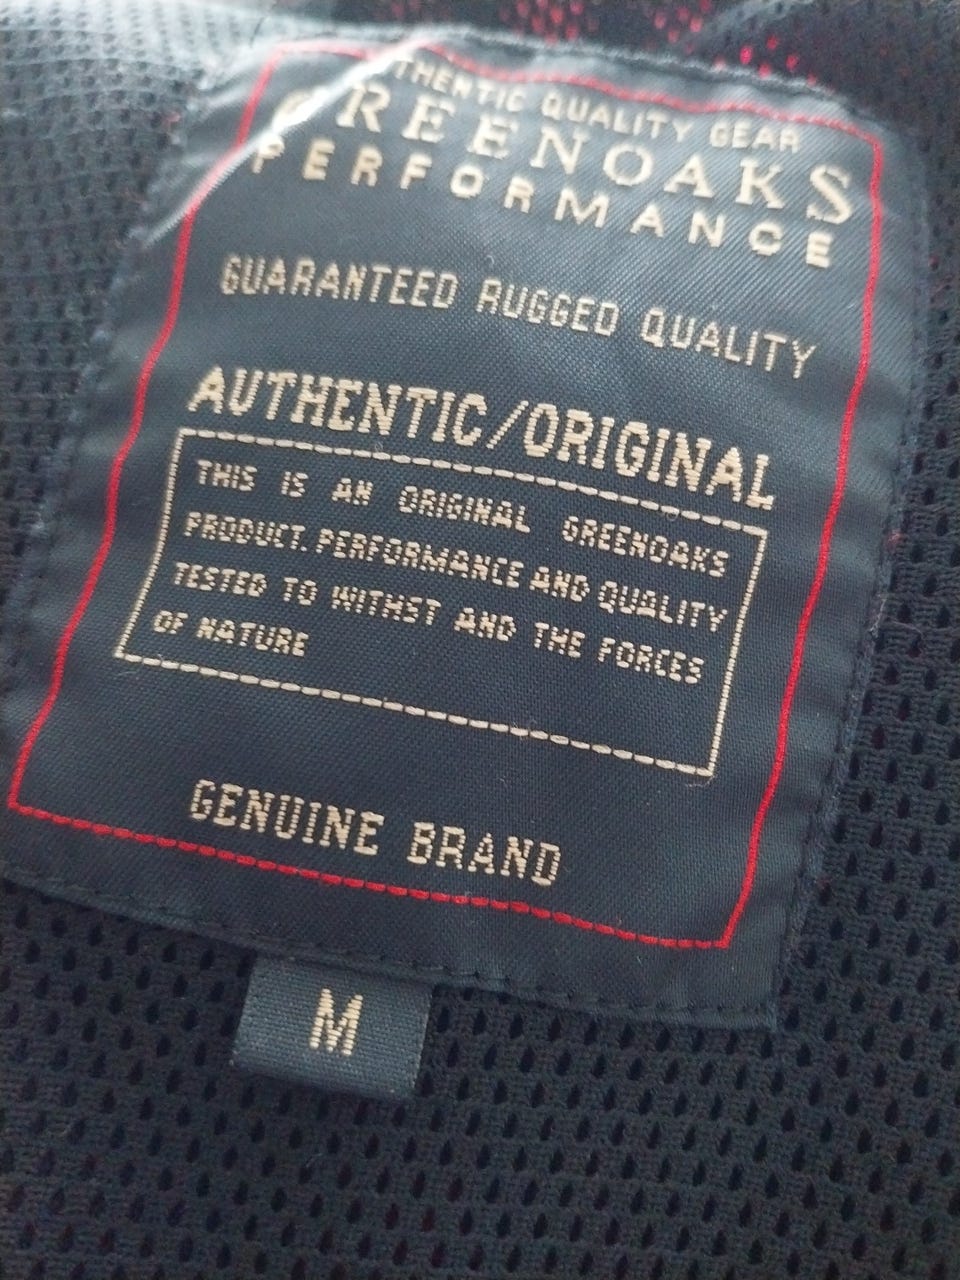 AUTHENTIC QUALITY GEAR
GREENOAKS
PERFORMANCE
GUARANTEED RUGGED QUALITY
AUTHENTIC/ORIGINAL
THIS IS AN ORIGINAL GREENOAKS
PRODUCT. PERFORMANCE AND QUALITY
TESTED TO WITHST AND THE FORCES
OF NATURE
GENUINE BRAND
M